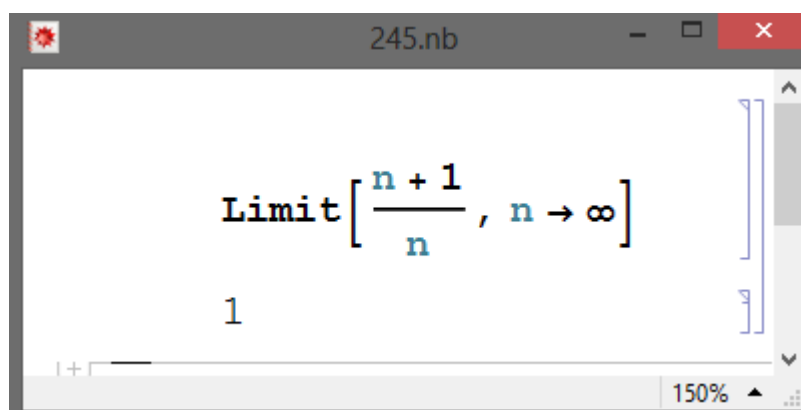 245.nb
Limit[(n + 1)/n, n → ∞]
1
150%